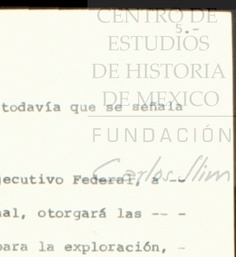 CENTRO DE
5.-
ESTUDIOS
DE HISTORIA
DE MEXICO
todavía que se señala
FUNDACIÓN
Carlos Slim
ecutivo Federal, a --
al, otorgará las -- -
para la exploración, -